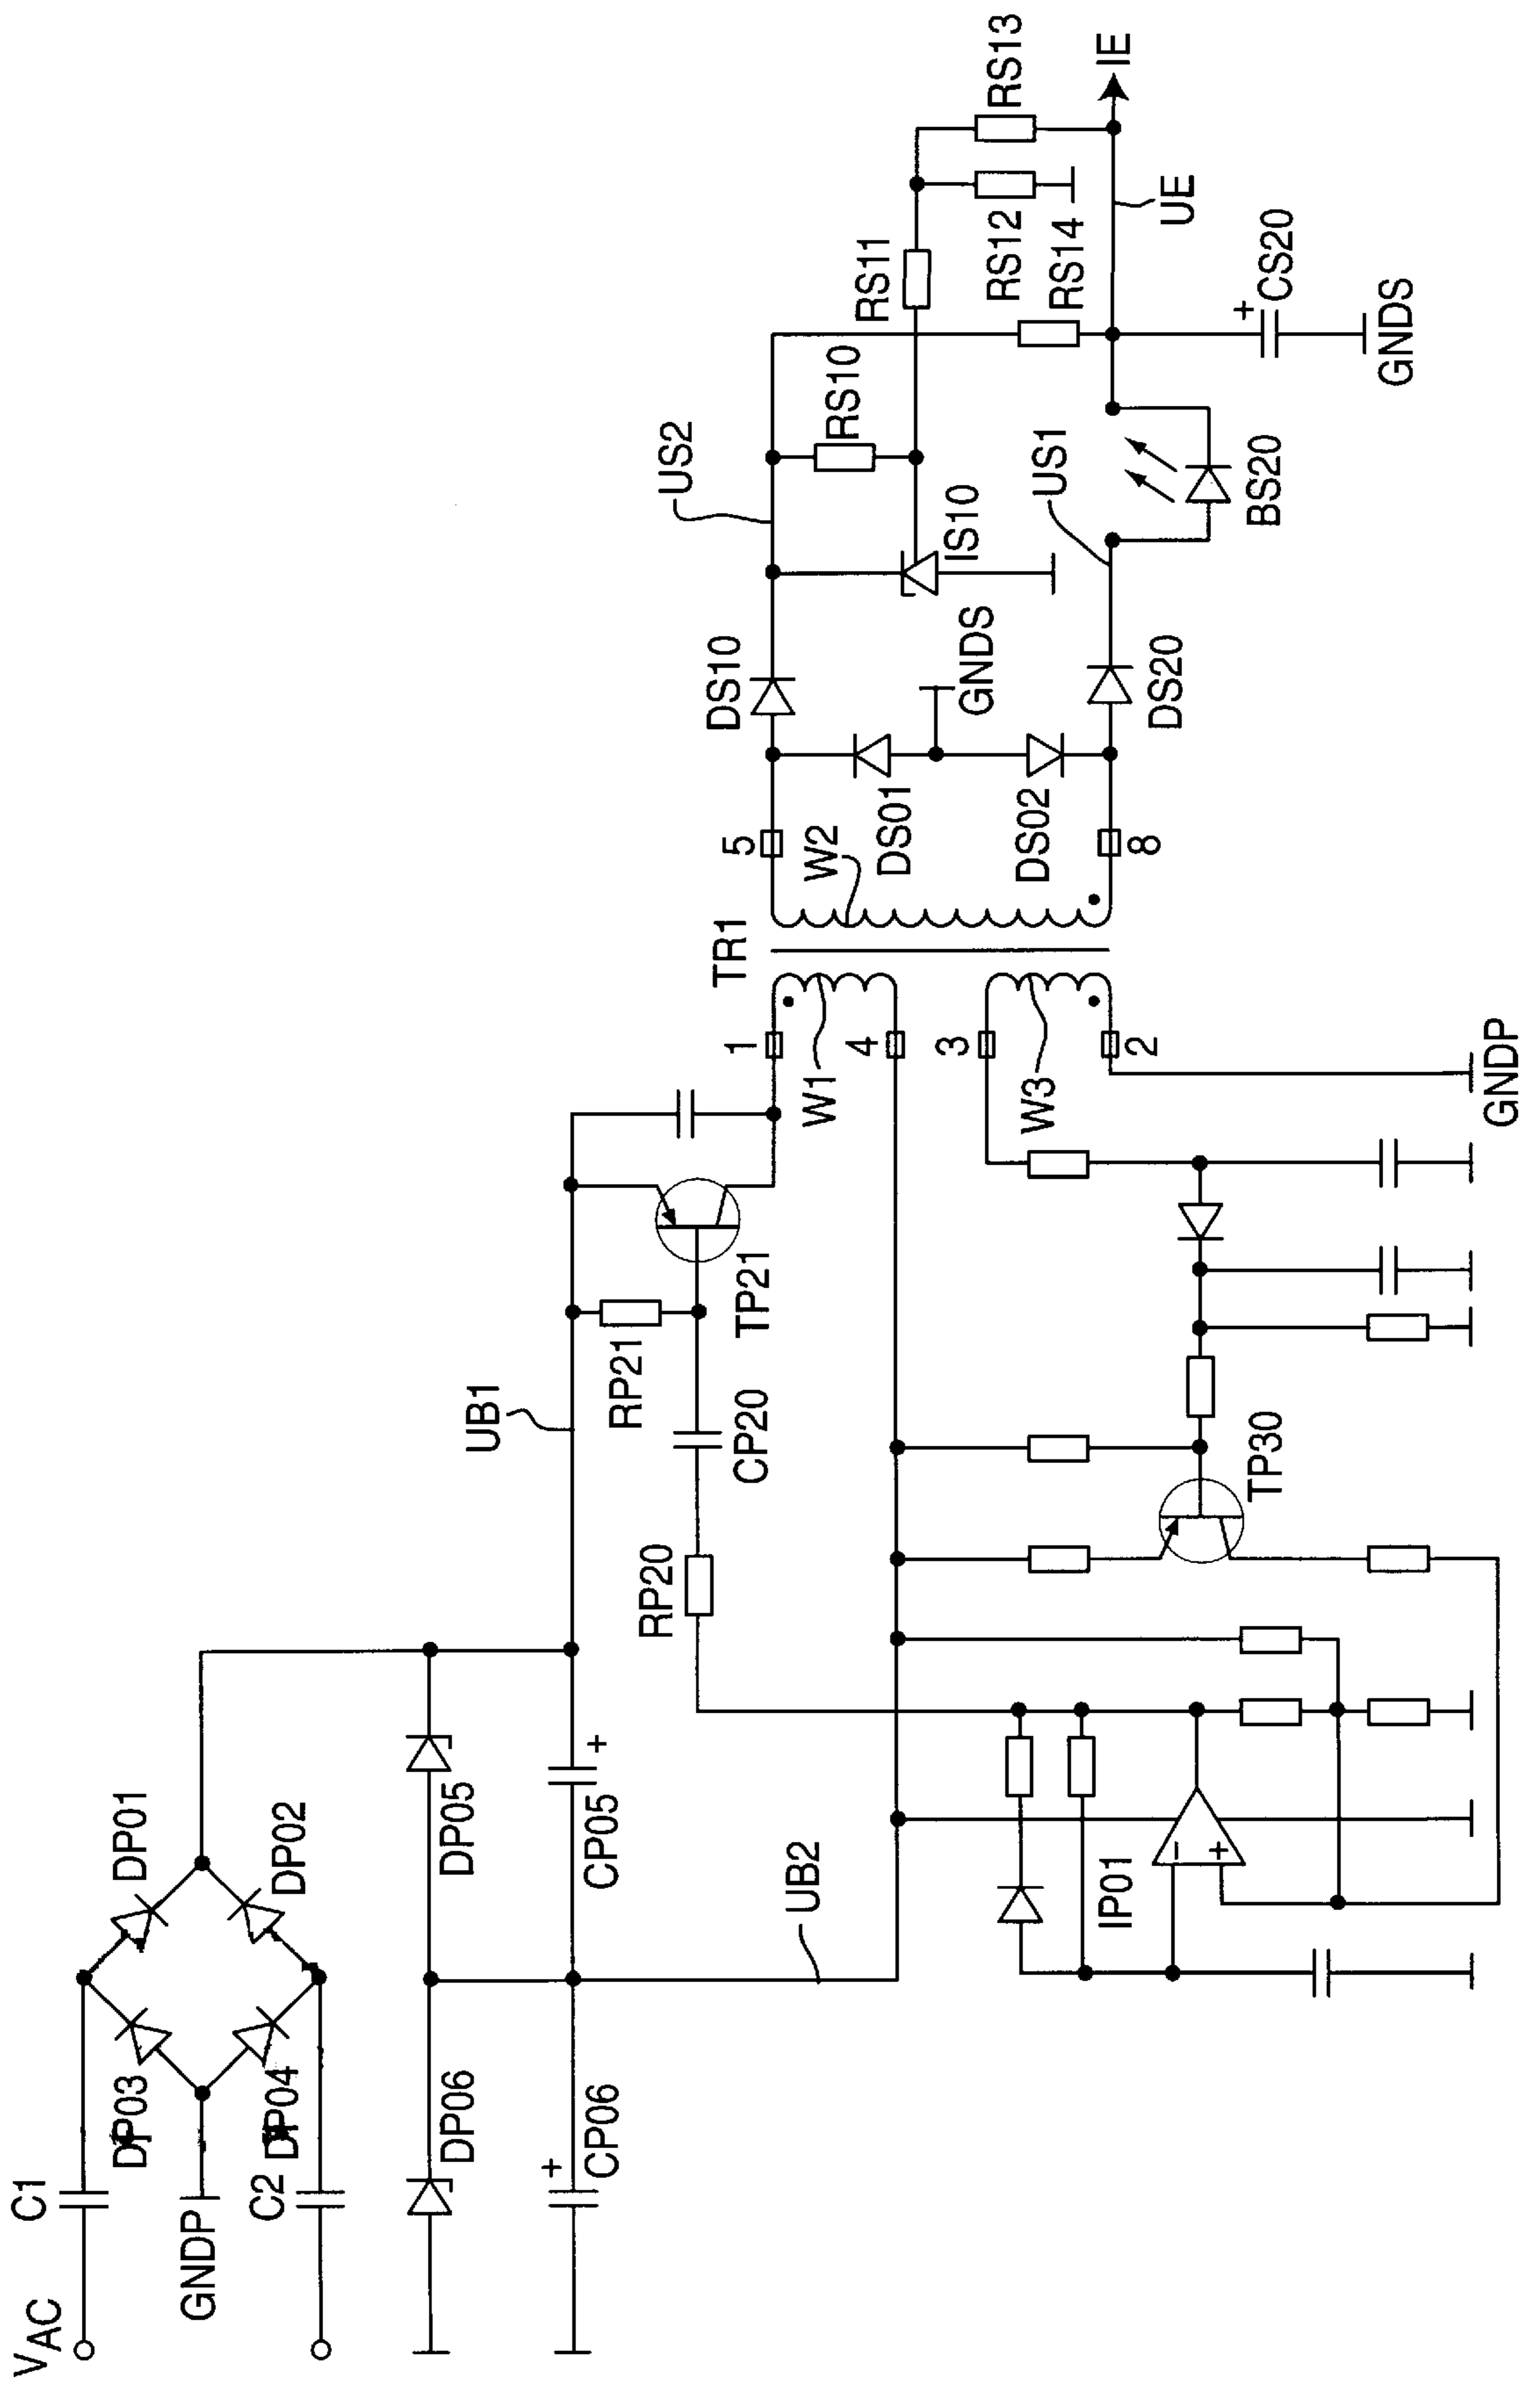 VAC
C1
GNDP
C2
DP03
DP04
DP01
DP02
DP06
DP05
CP06
+
CP05
+
UB2
UB1
RP20
CP20
RP21
TP21
IP01
-
+
TP30
GNDP
1
4
3
2
W1
W3
TR1
W2
5
8
DS01
DS02
DS10
DS20
GNDS
IS10
US2
US1
RS10
BS20
RS11
RS14
RS12
RS13
+
CS20
GNDS
UE
IE